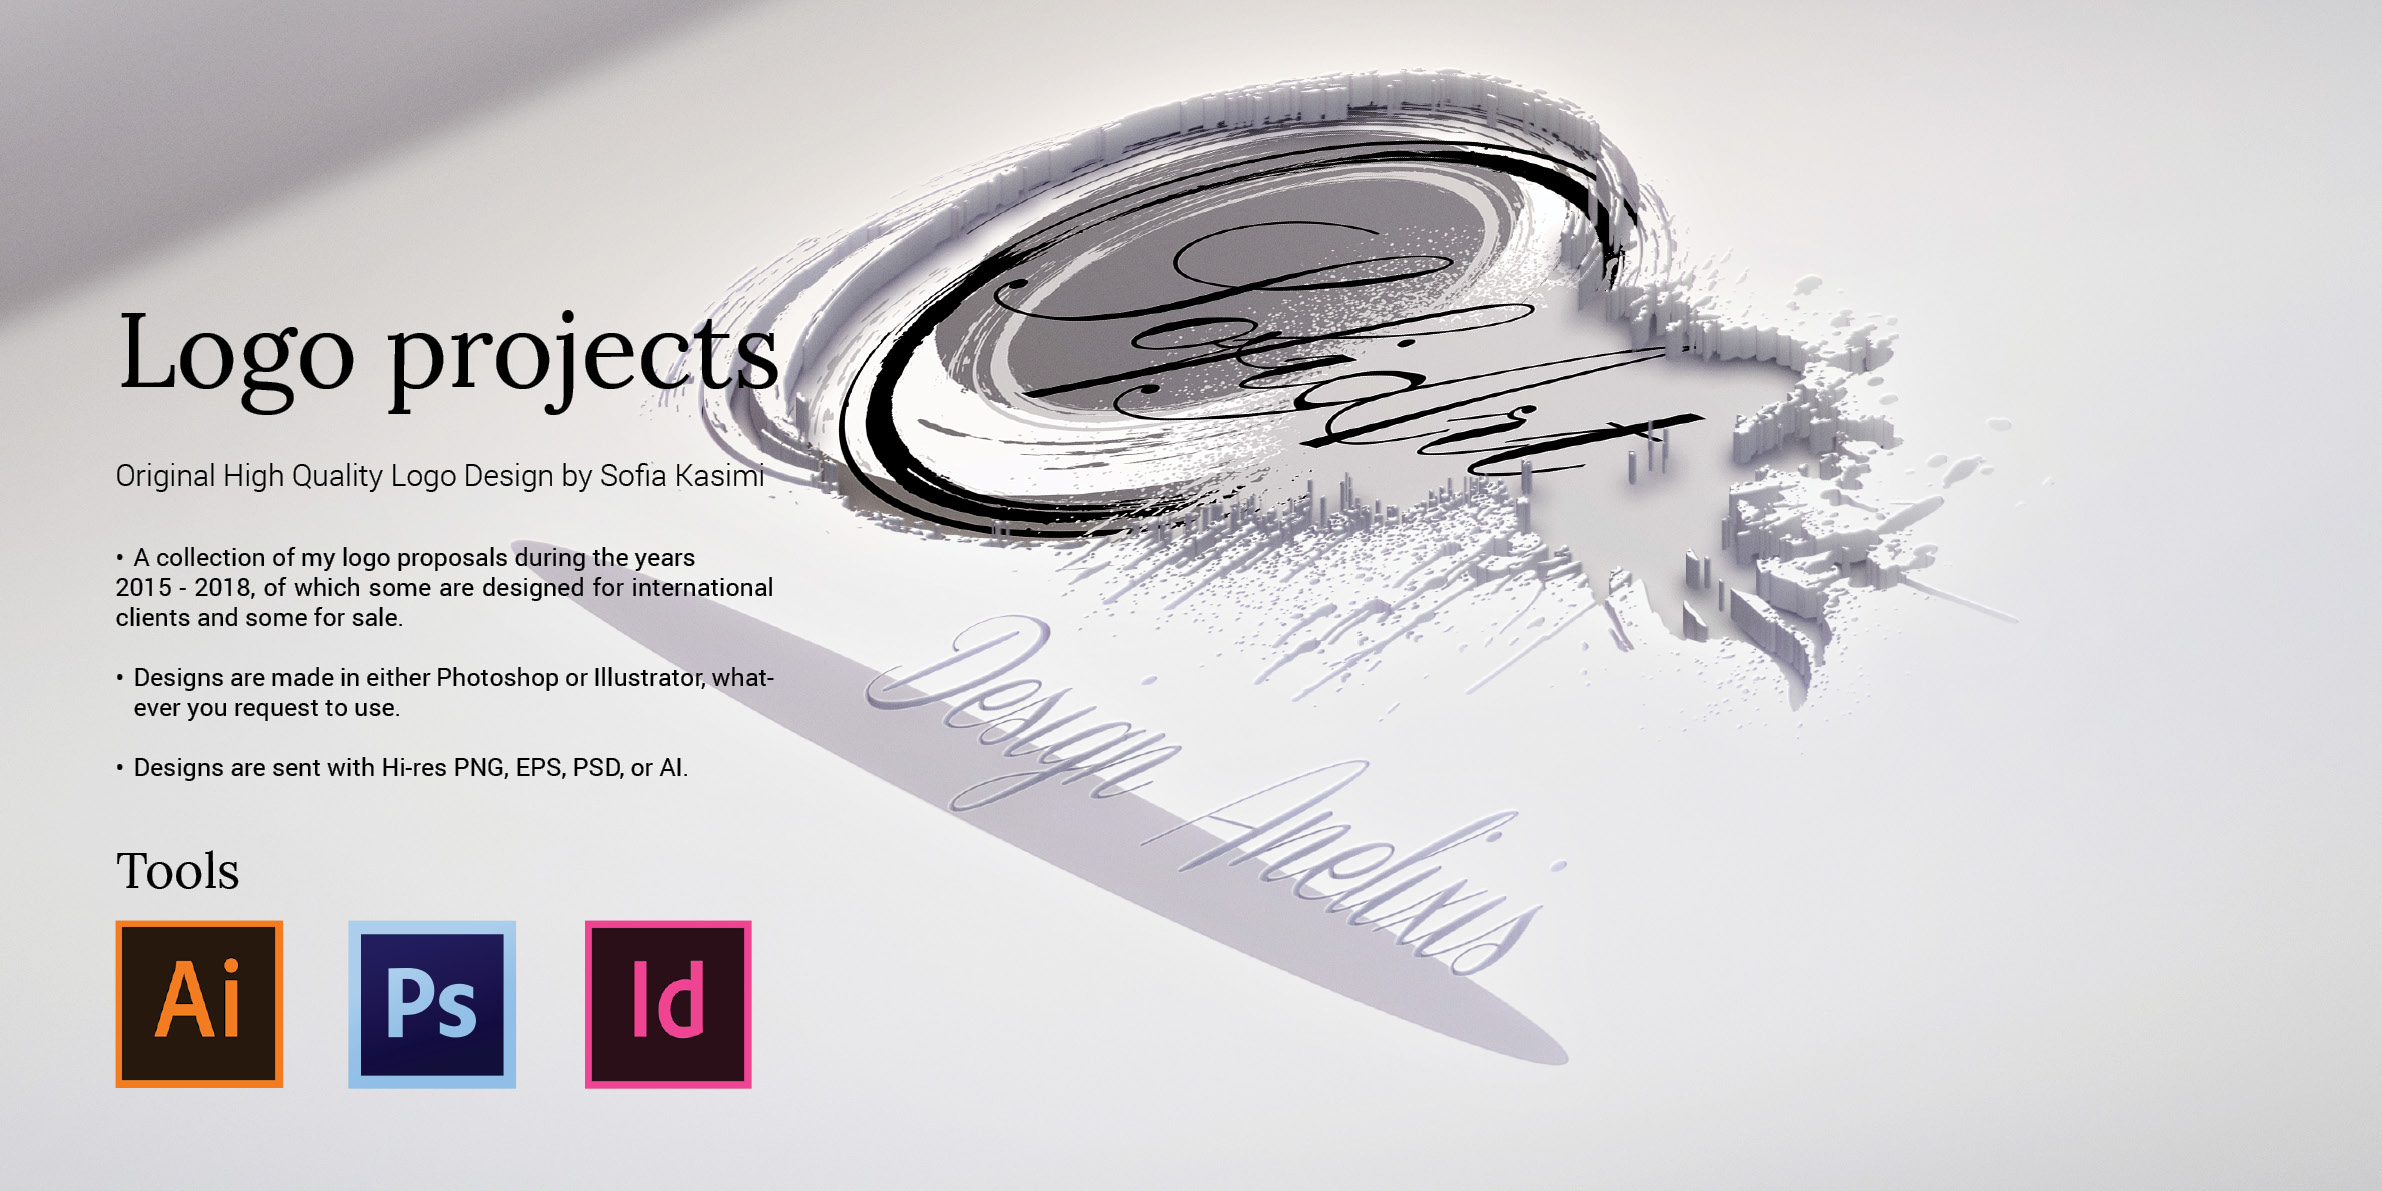 Logo projects
Original High Quality Logo Design by Sofia Kasimi
• A collection of my logo proposals during the years
2015 - 2018, of which some are designed for international
clients and some for sale.
• Designs are made in either Photoshop or Illustrator, what-
ever you request to use.
• Designs are sent with Hi-res PNG, EPS, PSD, or AI.
Tools
Ai Ps Id
Design Anelixis